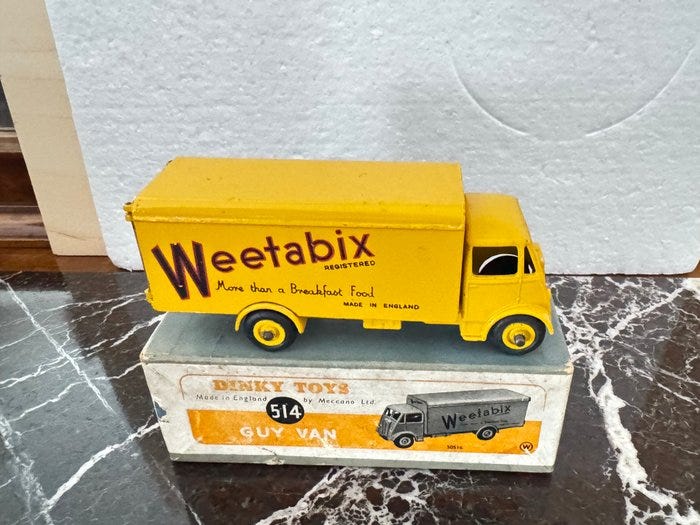 Weetabix
REGISTERED
More than a Breakfast Food
MADE IN ENGLAND
DINKY TOYS
Made in England by Meccano Ltd.
514
GUY VAN
Weetabix
50514
W